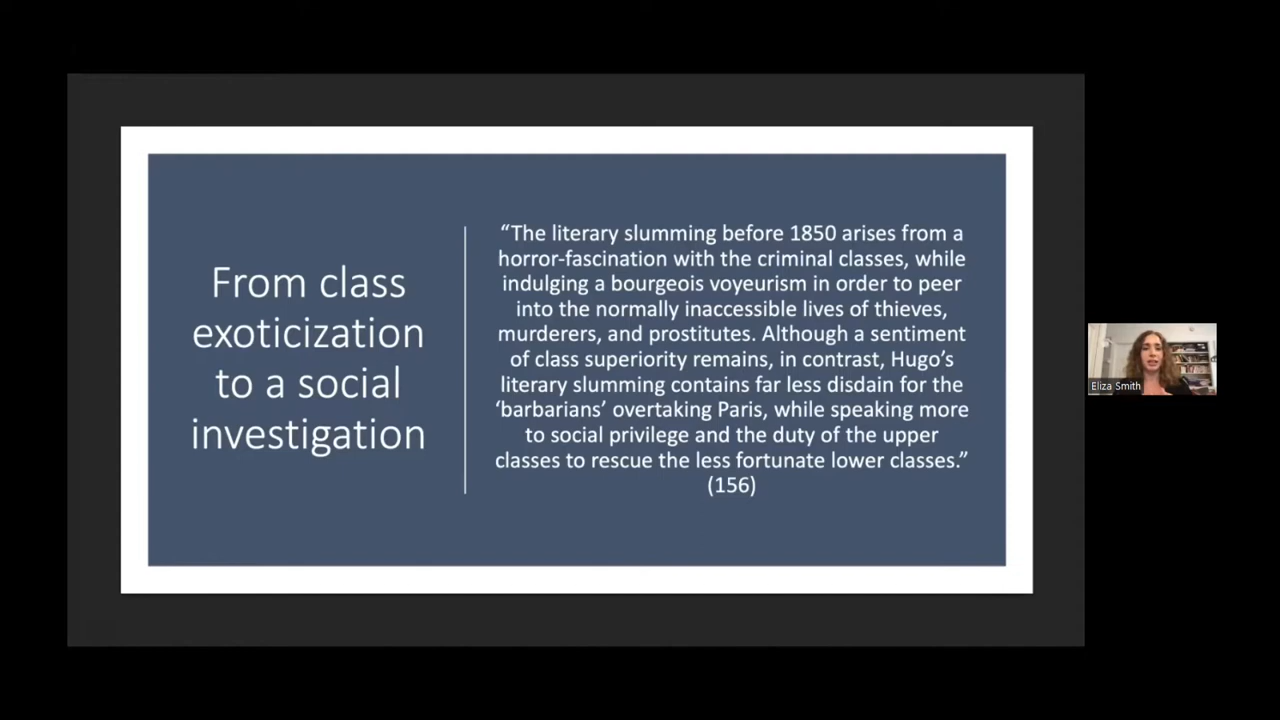 From class
exoticization
to a social
investigation
“The literary slumming before 1850 arises from a
horror-fascination with the criminal classes, while
indulging a bourgeois voyeurism in order to peer
into the normally inaccessible lives of thieves,
murderers, and prostitutes. Although a sentiment
of class superiority remains, in contrast, Hugo’s
literary slumming contains far less disdain for the
‘barbarians’ overtaking Paris, while speaking more
to social privilege and the duty of the upper
classes to rescue the less fortunate lower classes.”
(156)
Eliza Smith